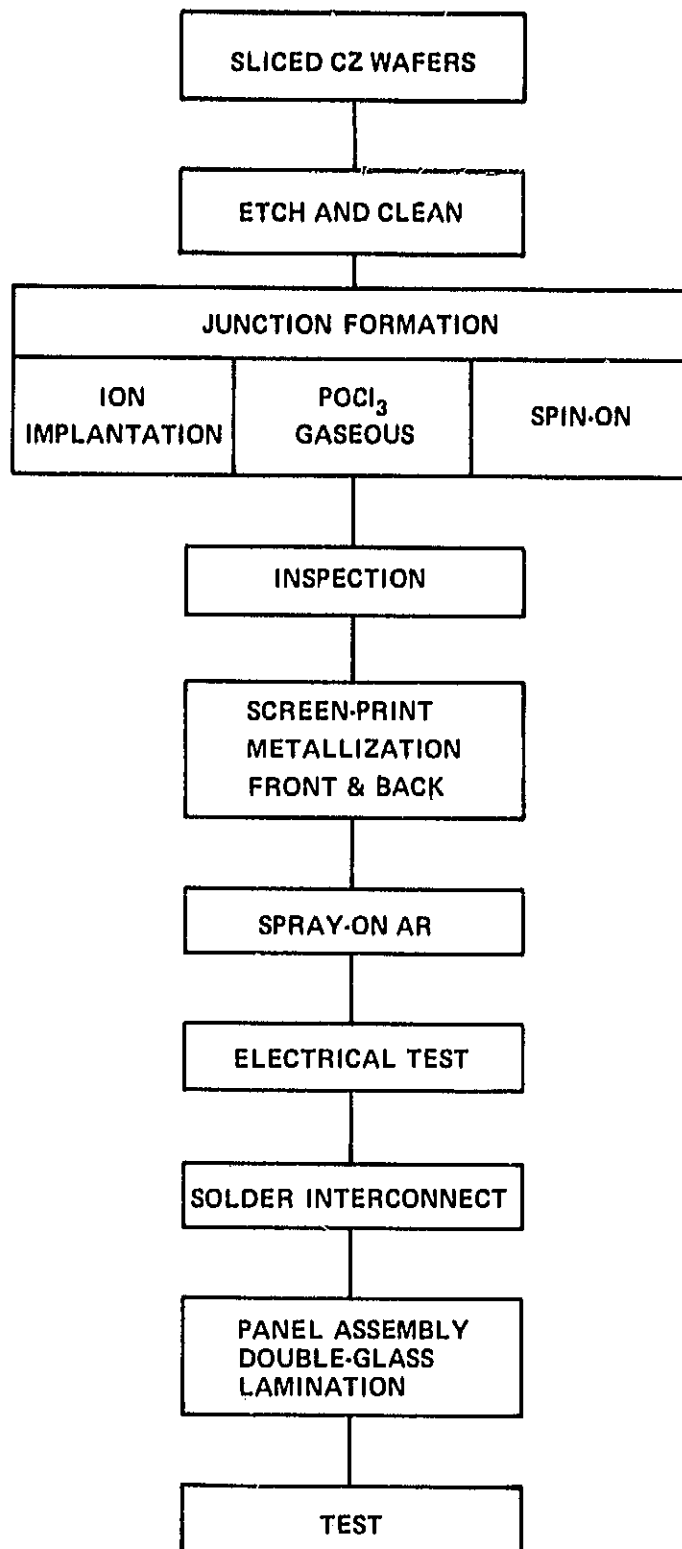 SLICED CZ WAFERS
ETCH AND CLEAN
JUNCTION FORMATION
ION
IMPLANTATION
POCl₃
GASEOUS
SPIN-ON
INSPECTION
SCREEN-PRINT
METALLIZATION
FRONT & BACK
SPRAY-ON AR
ELECTRICAL TEST
SOLDER INTERCONNECT
PANEL ASSEMBLY
DOUBLE-GLASS
LAMINATION
TEST